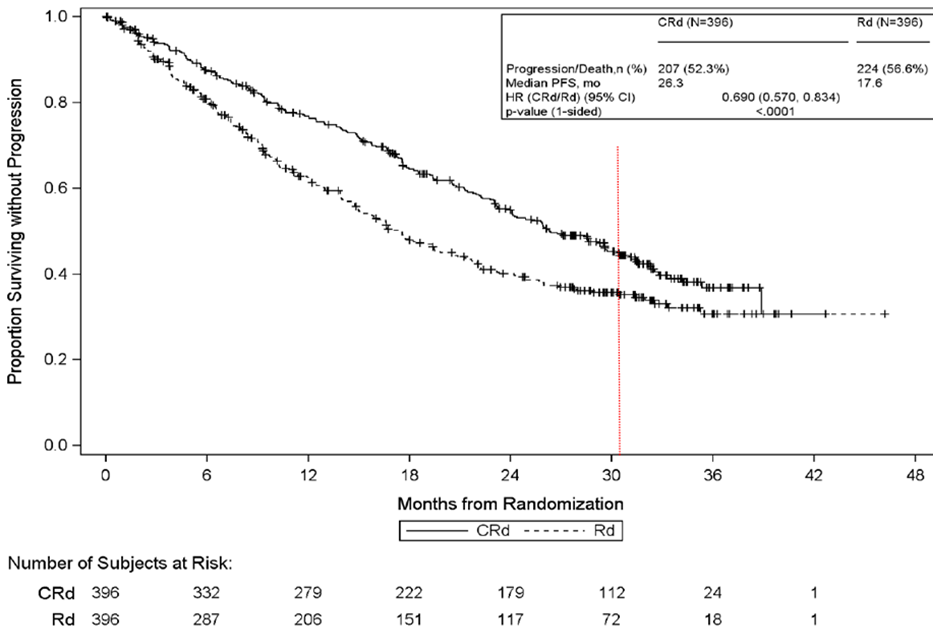 CRd (N=396) Rd (N=396)
Progression/Death,n (%) 207 (52.3%) 224 (56.6%)
Median PFS, mo 26.3 17.6
HR (CRd/Rd) (95% CI) 0.690 (0.570, 0.834)
p-value (1-sided) <.0001
Proportion Surviving without Progression
1.0
0.8
0.6
0.4
0.2
0.0
0 6 12 18 24 30 36 42 48
Months from Randomization
CRd Rd
Number of Subjects at Risk:
CRd 396 332 279 222 179 112 24 1
Rd 396 287 206 151 117 72 18 1